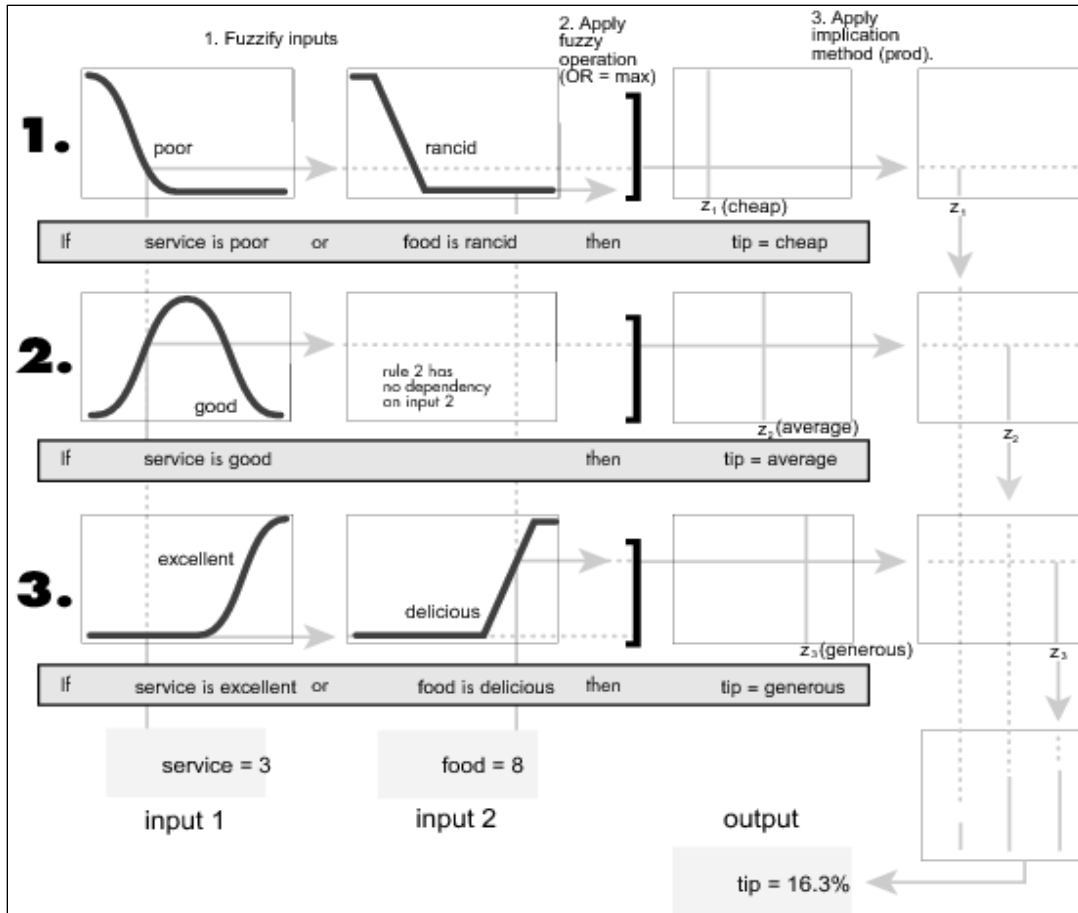 1. Fuzzify inputs
2. Apply
fuzzy
operation
(OR = max)
3. Apply
implication
method (prod).
1.
poor
rancid
z1 (cheap)
z1
If service is poor or food is rancid then tip = cheap
2.
good
rule 2 has
no dependency
on input 2
z2 (average)
z2
If service is good then tip = average
3.
excellent
delicious
z3 (generous)
z3
If service is excellent or food is delicious then tip = generous
service = 3
food = 8
input 1
input 2
output
tip = 16.3%